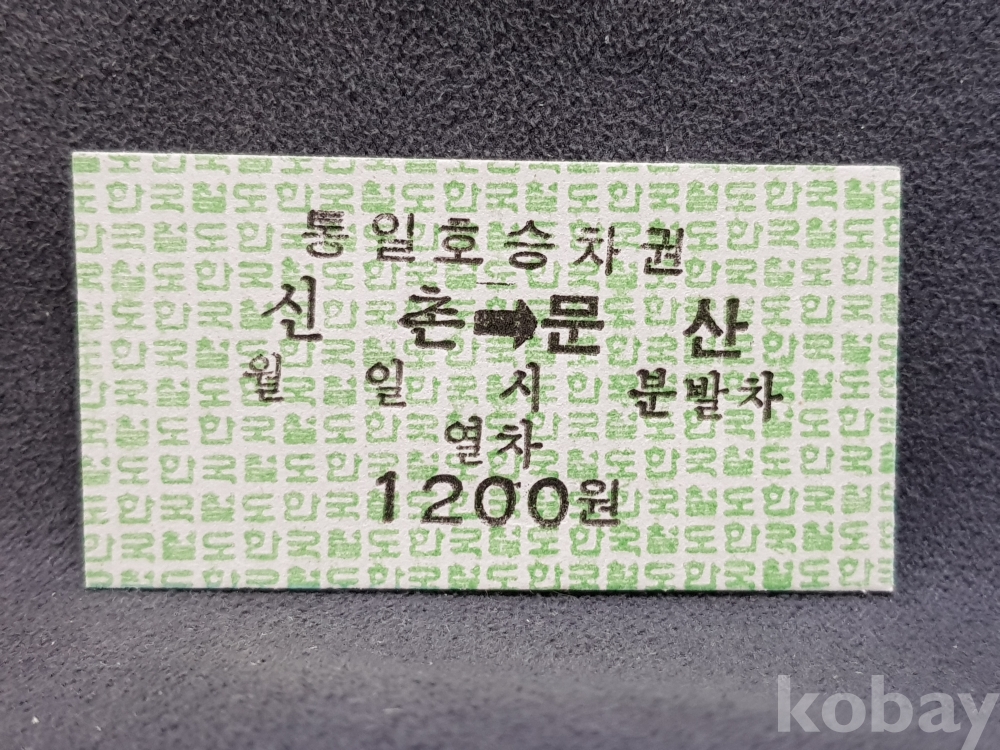 통일호승차권
신 촌➡문 산
월 일 시 분발차
열차
1200원
kobay